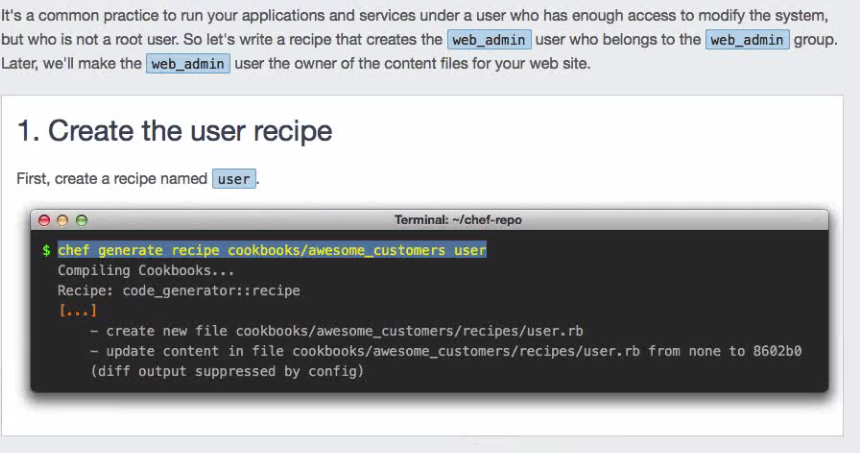 It's a common practice to run your applications and services under a user who has enough access to modify the system,
but who is not a root user. So let's write a recipe that creates the web_admin user who belongs to the web_admin group.
Later, we'll make the web_admin user the owner of the content files for your web site.
1. Create the user recipe
First, create a recipe named user.
Terminal: ~/chef-repo
$ chef generate recipe cookbooks/awesome_customers user
Compiling Cookbooks...
Recipe: code_generator::recipe
[...]
- create new file cookbooks/awesome_customers/recipes/user.rb
- update content in file cookbooks/awesome_customers/recipes/user.rb from none to 8602b0
(diff output suppressed by config)